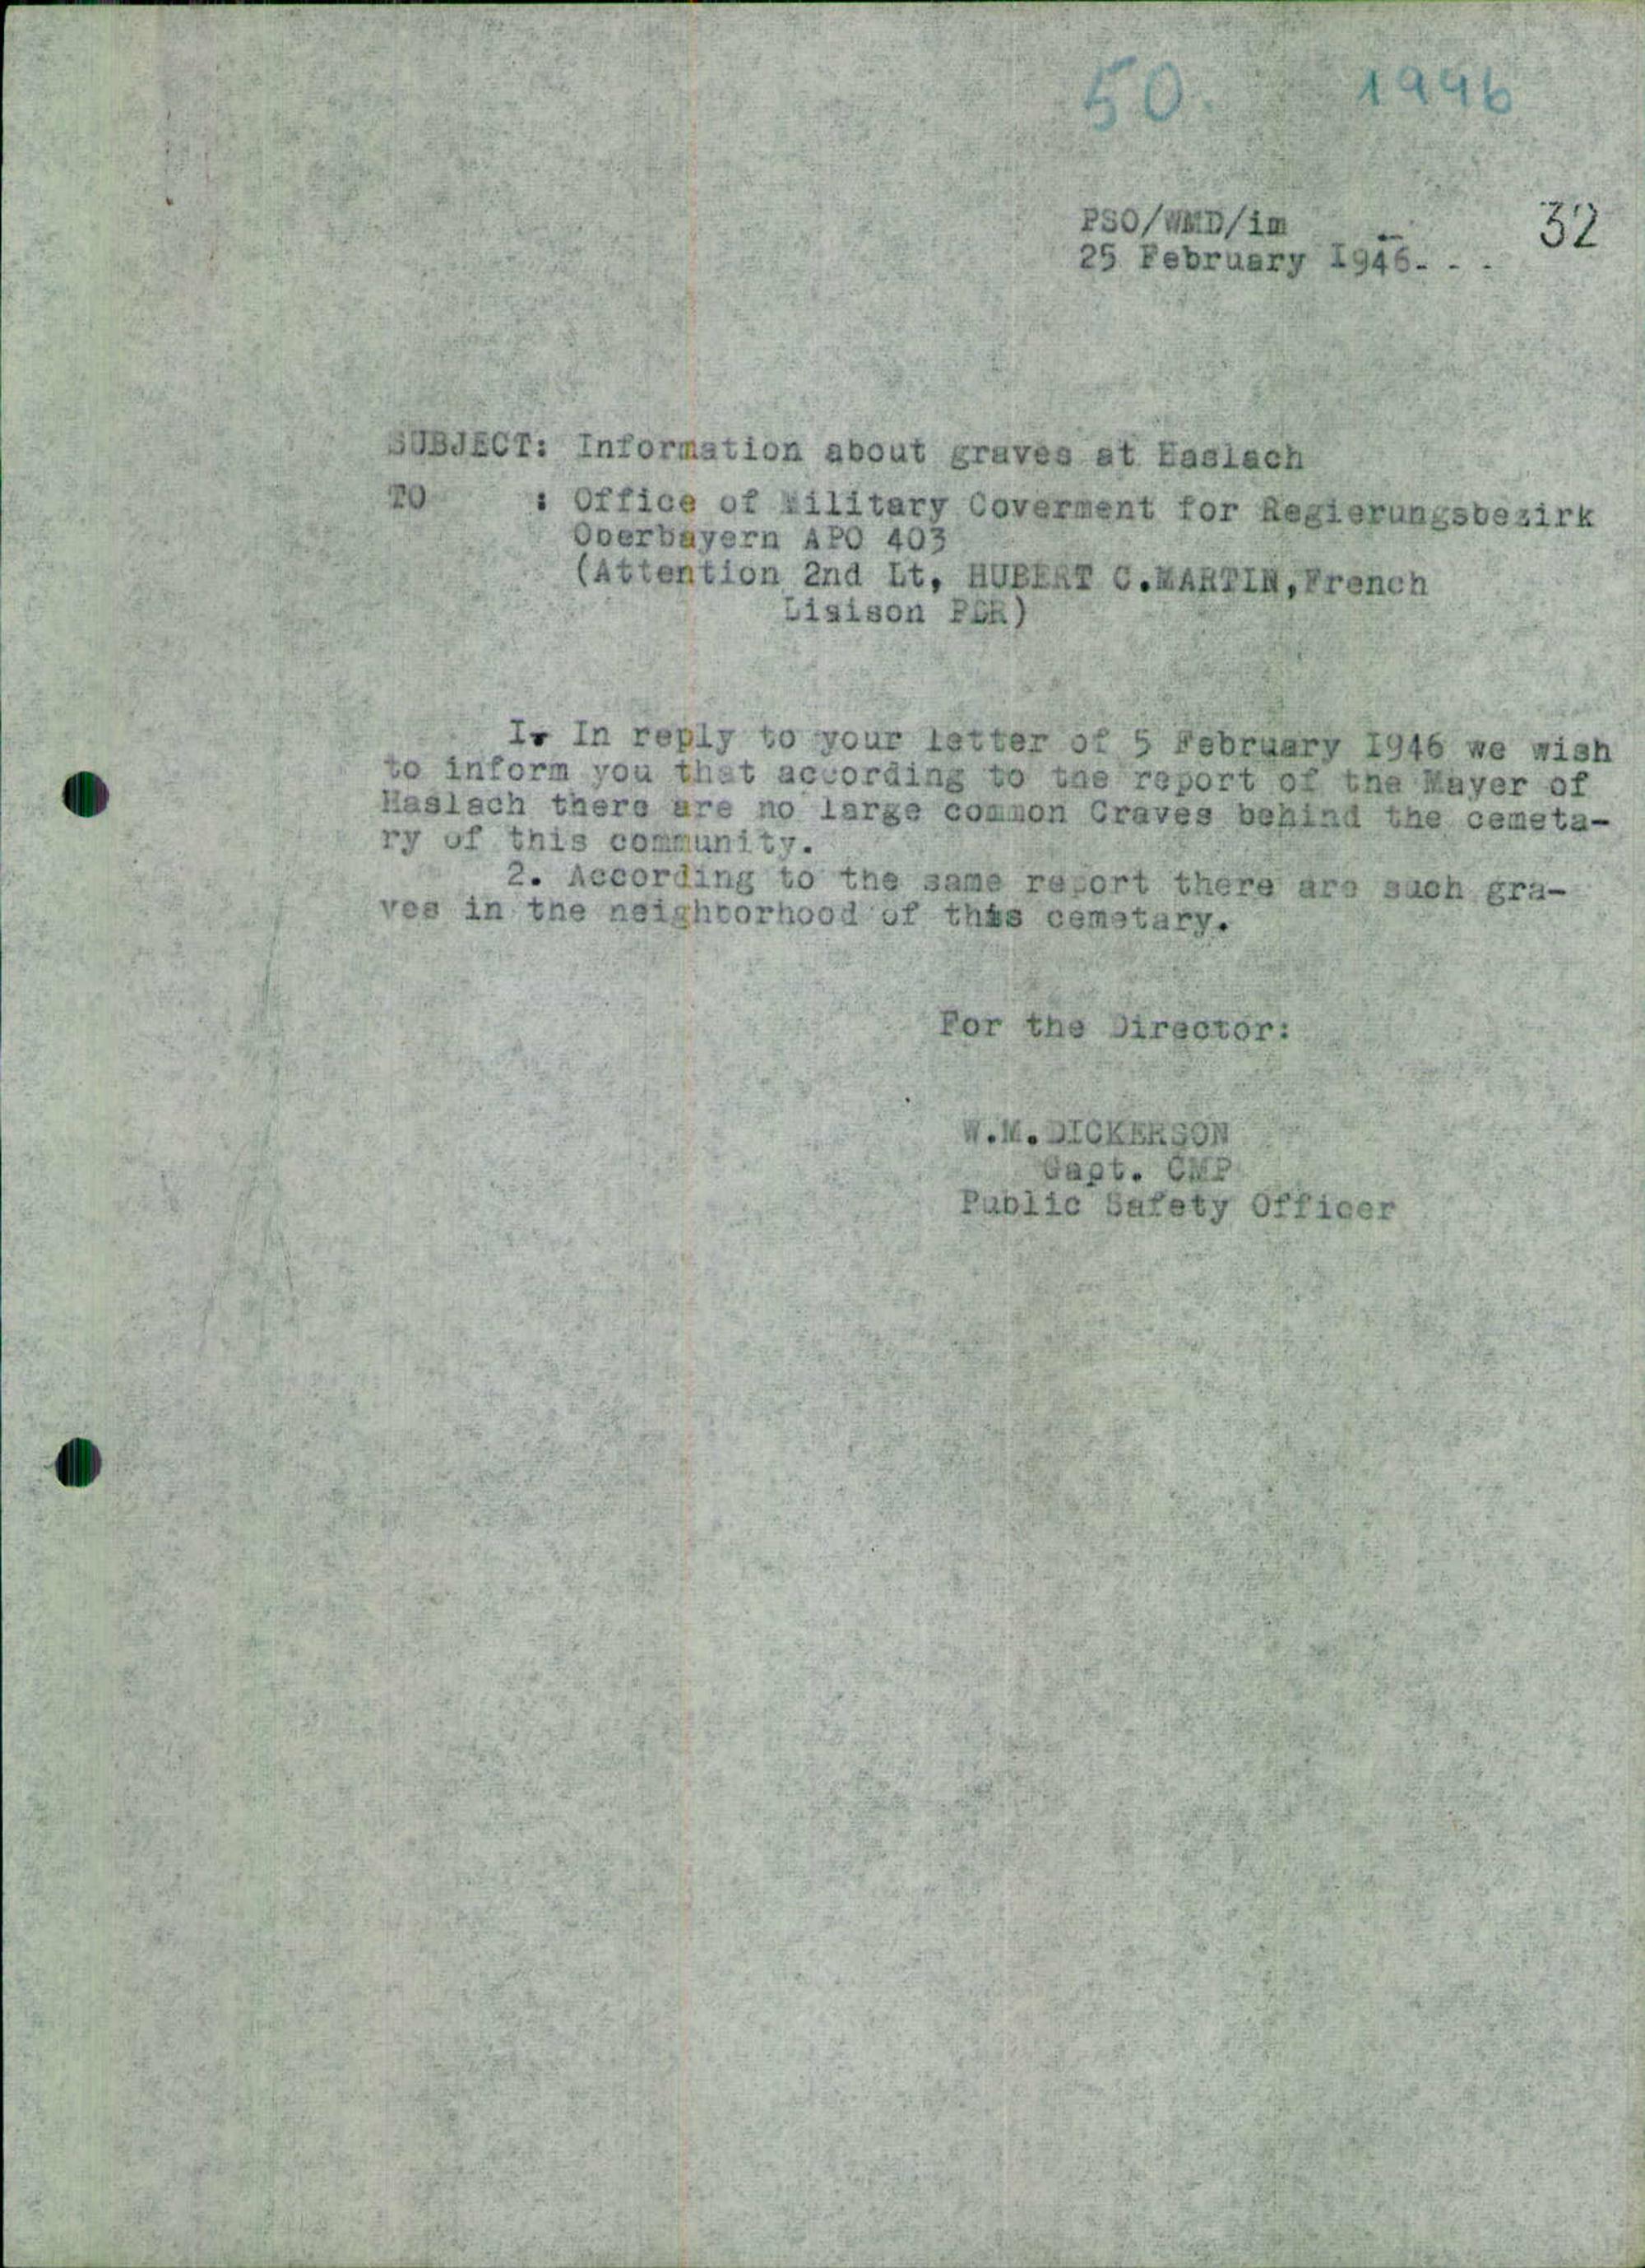 50. 1946
PSO/WMD/im
32
25 February 1946. . .
SUBJECT: Information about graves at Haslach
TO : Office of Military Coverment for Regierungsbezirk
Oberbayern APO 403
(Attention 2nd Lt, HUBERT C.MARTIN,French
Liaison)
I. In reply to your letter of 5 February 1946 we wish
to inform you that according to the report of the Mayer of
Haslach there are no large common Craves behind the cemeta-
ry of this community.
2. According to the same report there are such gra-
ves in the neighborhood of this cemetary.
For the Director:
W.M. DICKERSON
Capt. CMP
Public Safety Officer